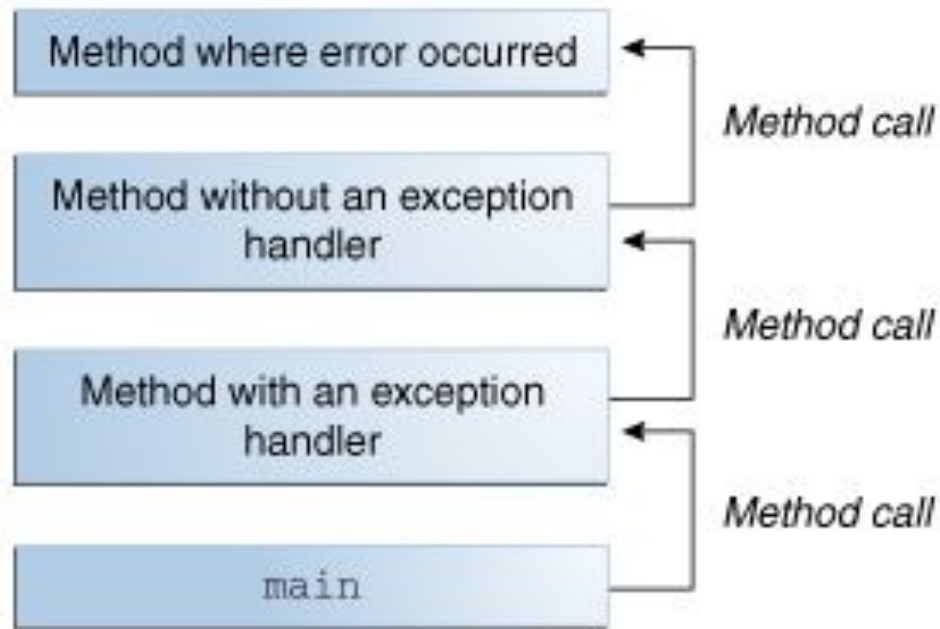 Method where error occurred
Method call
Method without an exception
handler
Method call
Method with an exception
handler
Method call
main